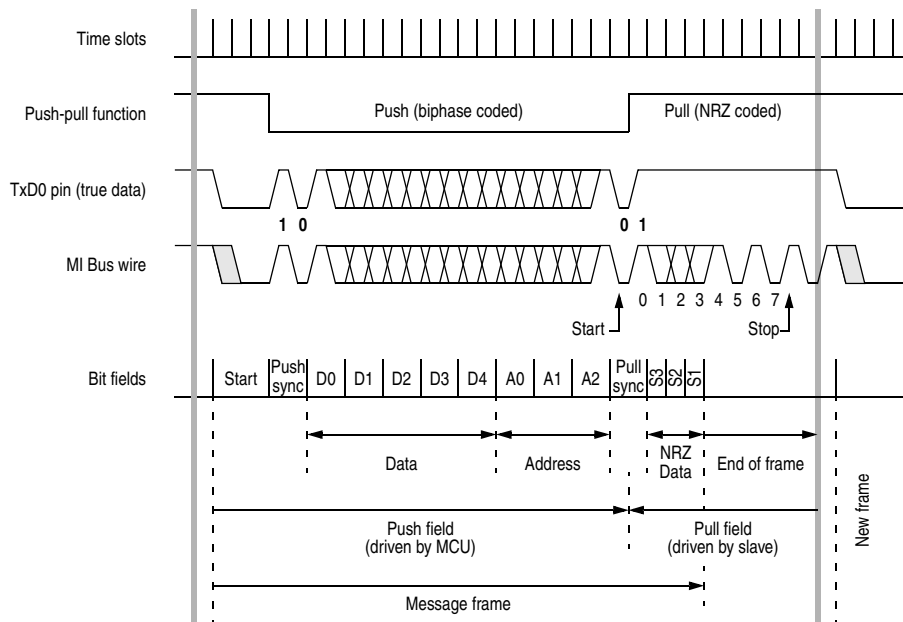 Time slots
Push-pull function
Push (biphase coded)
Pull (NRZ coded)
TxD0 pin (true data)
1 0
0 1
MI Bus wire
0 1 2 3 4 5 6 7
Start
Stop
Bit fields
Start
Push
sync
D0 D1 D2 D3 D4 A0 A1 A2
Pull
sync
S3
S2
S1
Data
Address
NRZ
Data
End of frame
Push field
(driven by MCU)
Pull field
(driven by slave)
New frame
Message frame